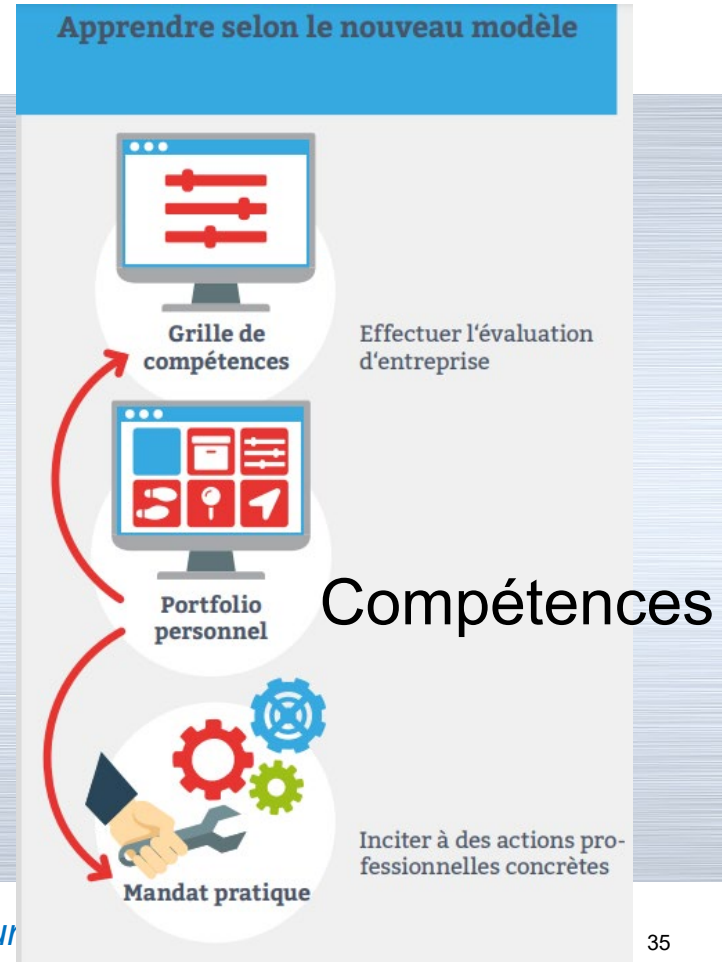 Apprendre selon le nouveau modèle
Grille de
compétences
Effectuer l‘évaluation
d‘entreprise
Portfolio
personnel
Compétences
Inciter à des actions pro-
fessionnelles concrètes
Mandat pratique
35